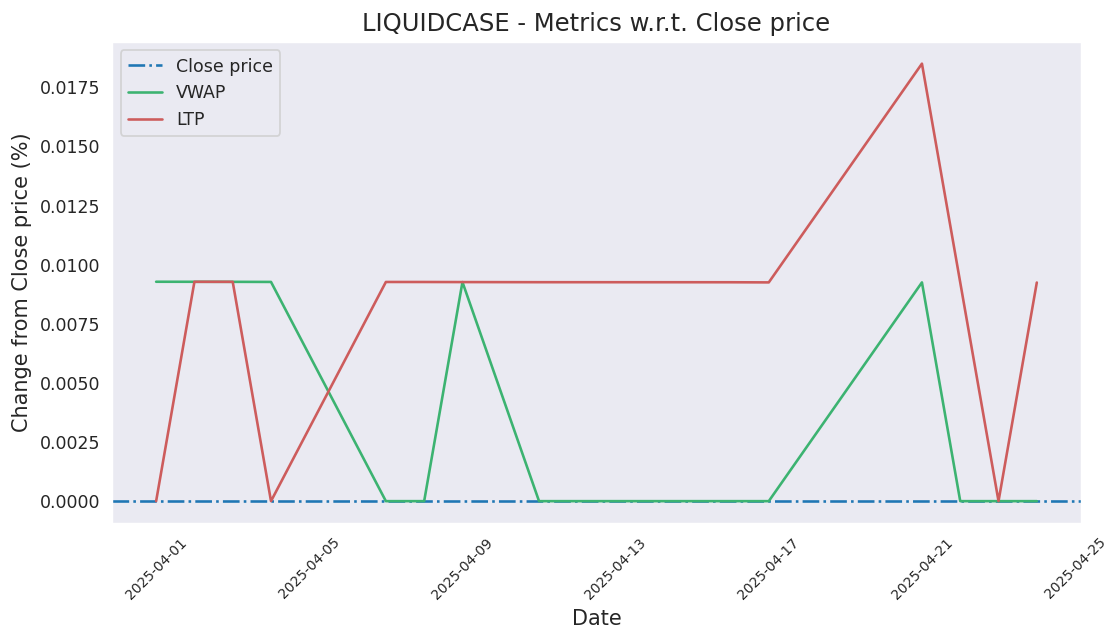 LIQUIDCASE - Metrics w.r.t. Close price
Close price
VWAP
LTP
Change from Close price (%)
0.0175
0.0150
0.0125
0.0100
0.0075
0.0050
0.0025
0.0000
2025-04-01
2025-04-05
2025-04-09
2025-04-13
2025-04-17
2025-04-21
2025-04-25
Date